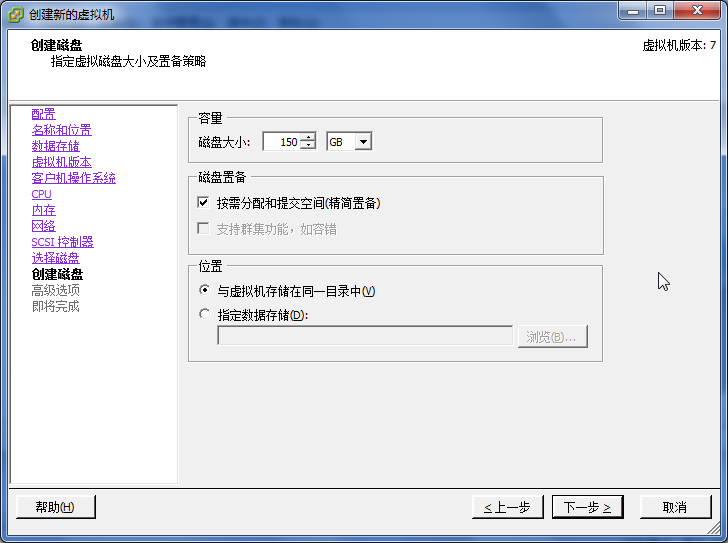 创建新的虚拟机
创建磁盘
指定虚拟磁盘大小及置备策略
虚拟机版本: 7
配置
名称和位置
数据存储
虚拟机版本
客户机操作系统
CPU
内存
网络
SCSI 控制器
选择磁盘
创建磁盘
高级选项
即将完成
容量
磁盘大小: 150 GB
磁盘置备
按需分配和提交空间(精简置备)
支持群集功能，如容错
位置
与虚拟机存储在同一目录中(V)
指定数据存储(D):
浏览(B)...
帮助(H)
< 上一步
下一步 >
取消